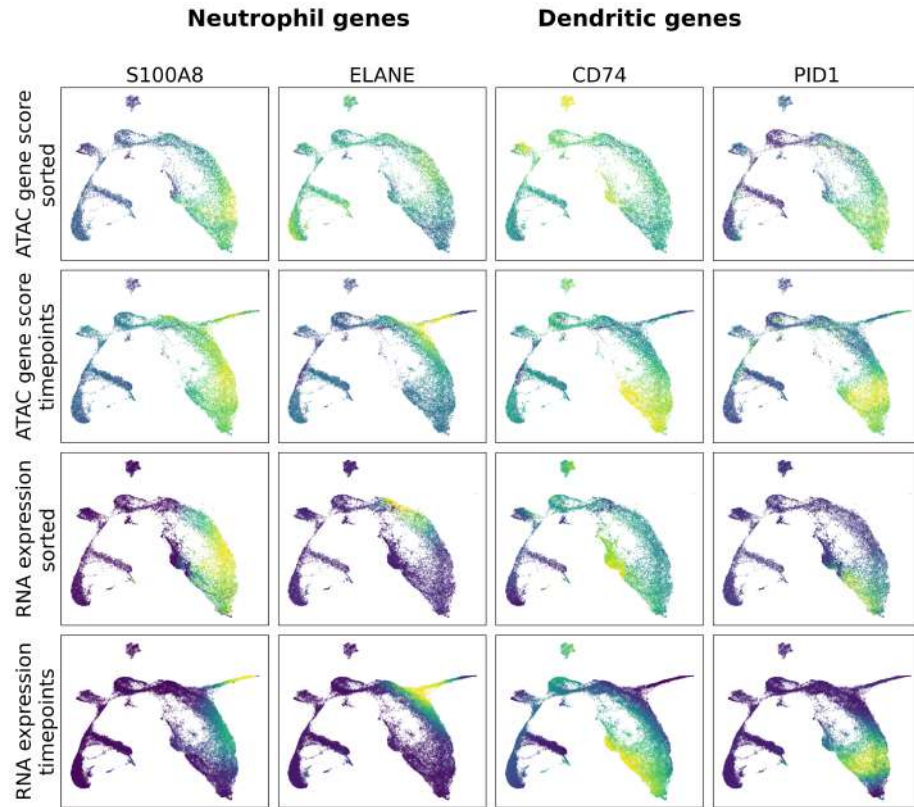 Neutrophil genes Dendritic genes
S100A8 ELANE CD74 PID1
ATAC gene score
sorted
ATAC gene score
timepoints
RNA expression
sorted
RNA expression
timepoints